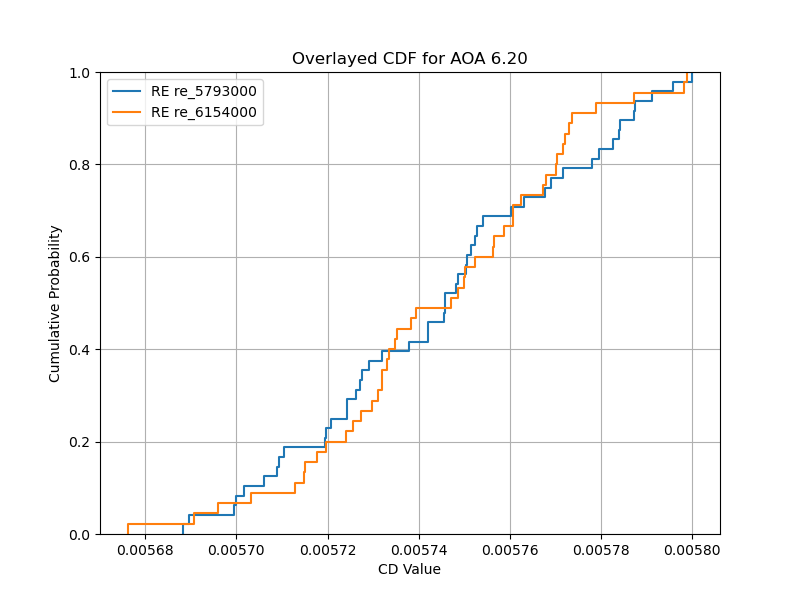 Overlayed CDF for AOA 6.20
RE re_5793000
RE re_6154000
1.0
0.8
0.6
0.4
0.2
0.0
Cumulative Probability
0.00568 0.00570 0.00572 0.00574 0.00576 0.00578 0.00580
CD Value